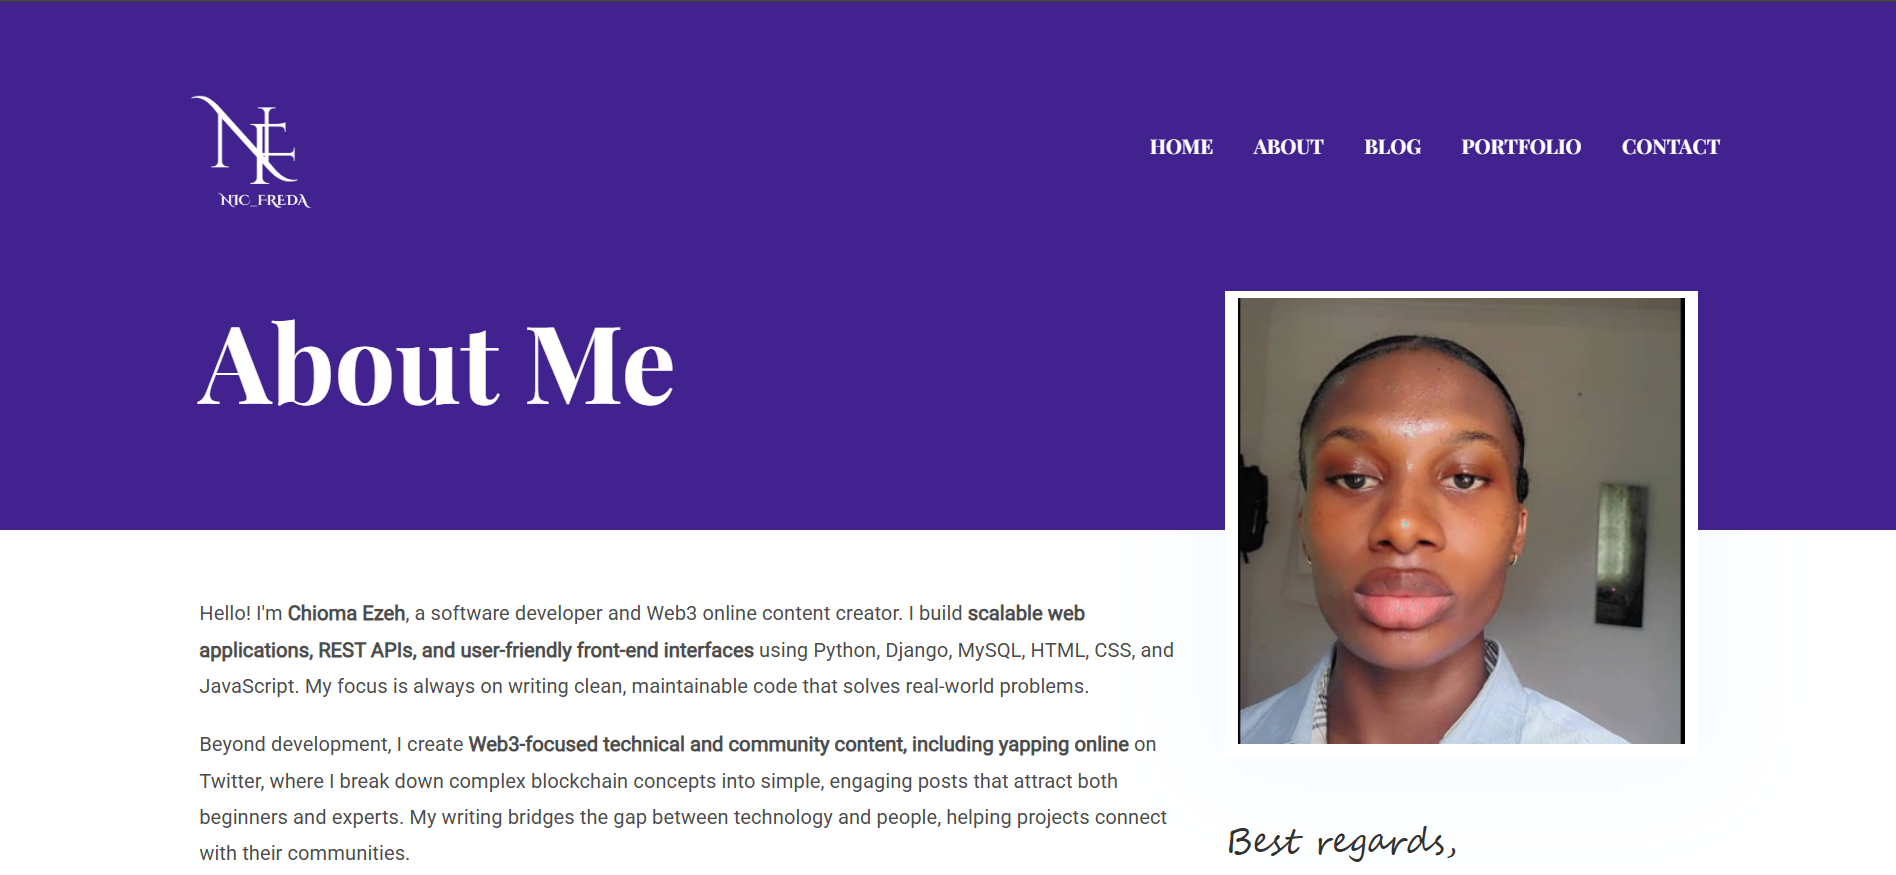 NE
NIC_FREDA
HOME ABOUT BLOG PORTFOLIO CONTACT
About Me
Hello! I'm Chioma Ezeh, a software developer and Web3 online content creator. I build scalable web
applications, REST APIs, and user-friendly front-end interfaces using Python, Django, MySQL, HTML, CSS, and
JavaScript. My focus is always on writing clean, maintainable code that solves real-world problems.
Beyond development, I create Web3-focused technical and community content, including yapping online on
Twitter, where I break down complex blockchain concepts into simple, engaging posts that attract both
beginners and experts. My writing bridges the gap between technology and people, helping projects connect
with their communities.
Best regards,